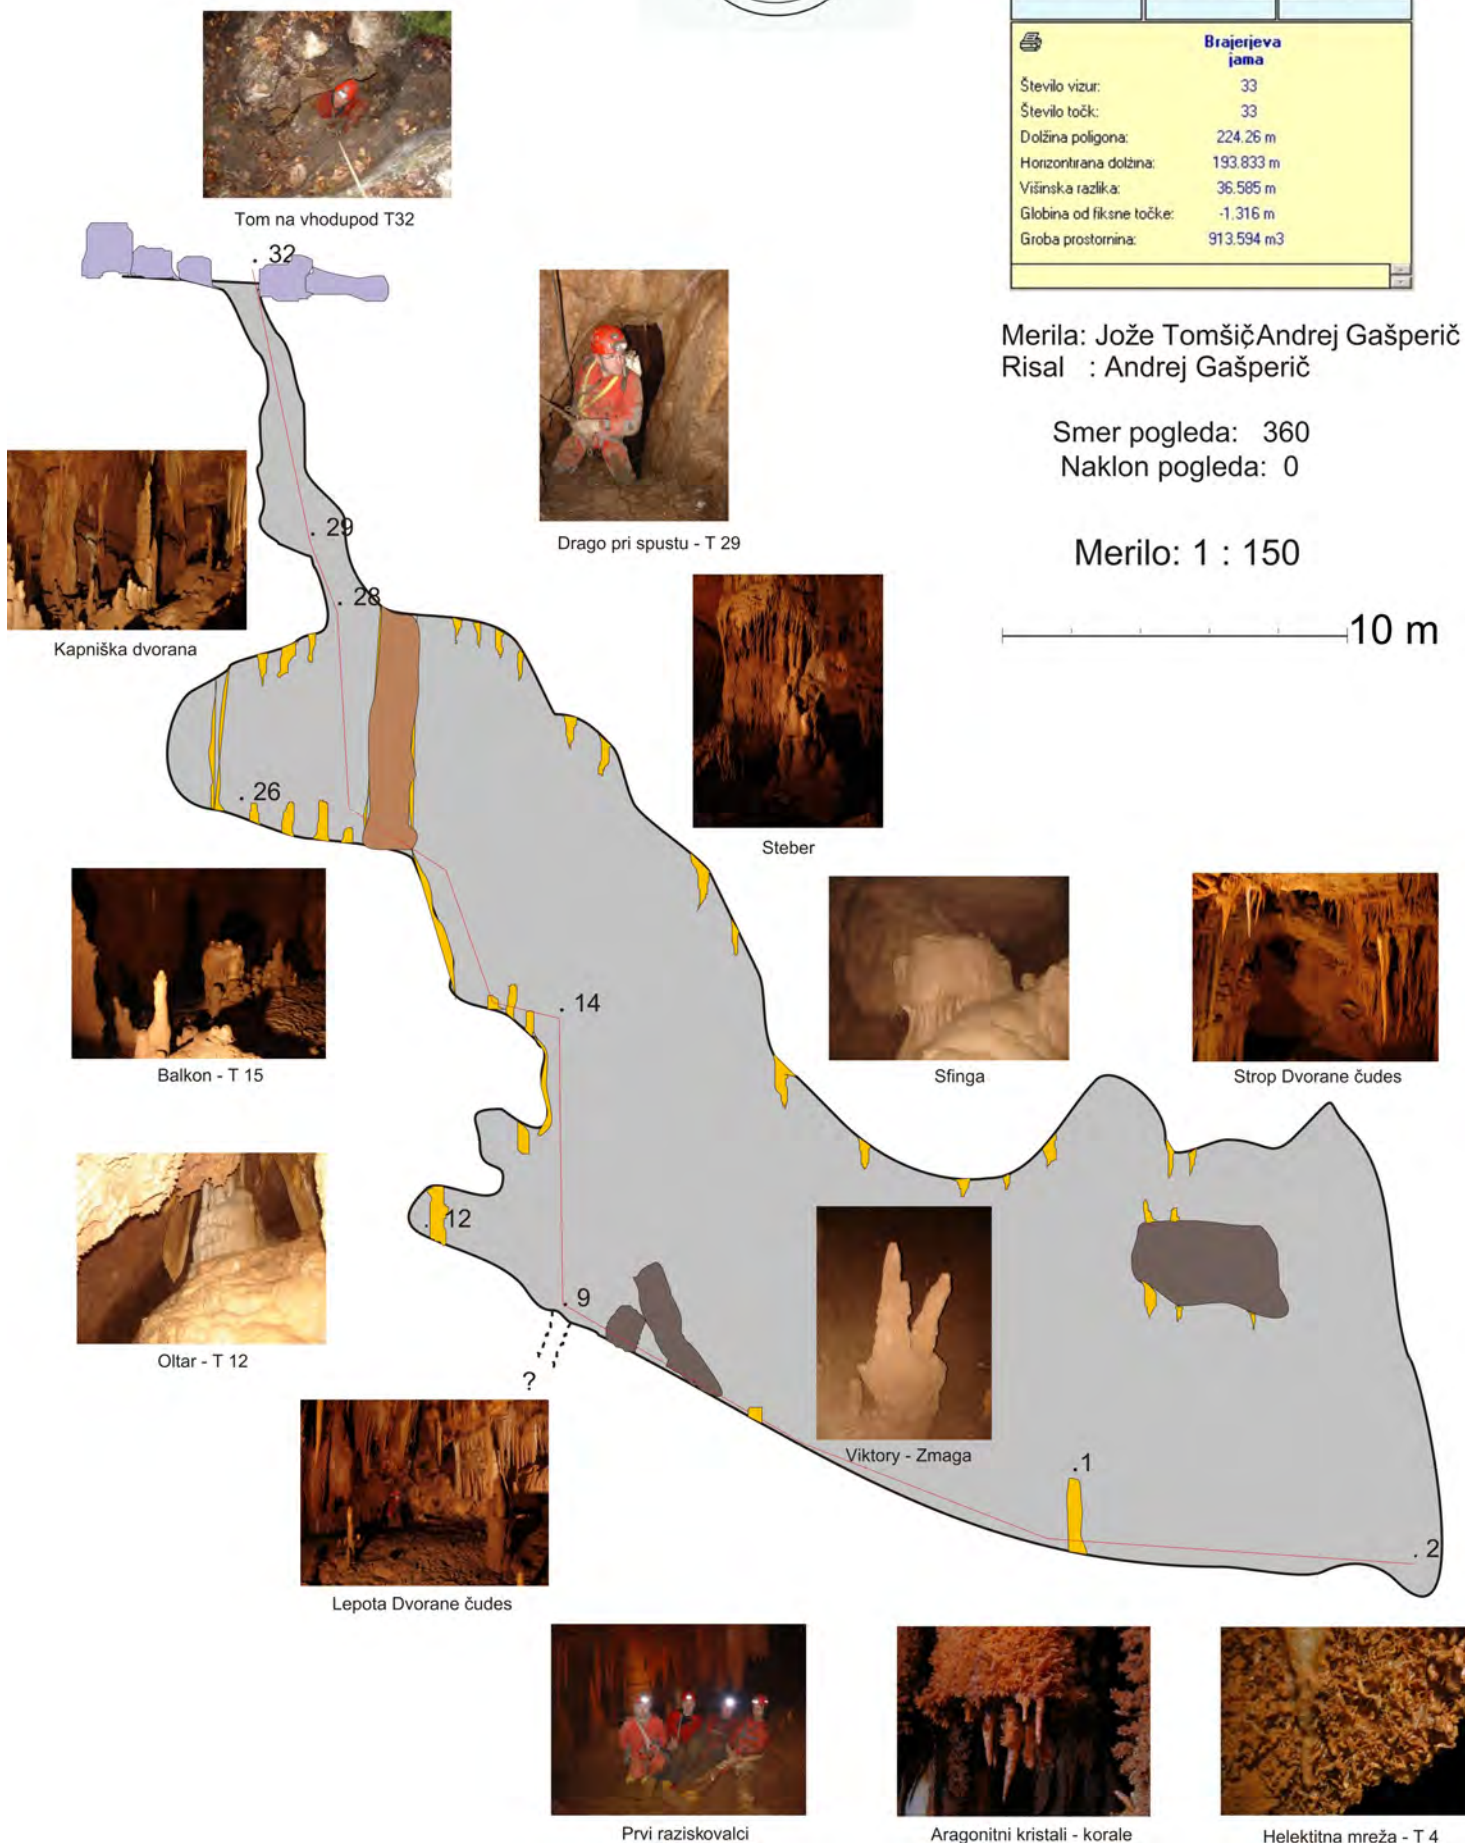 Brajerjeva
jama
Število vizur: 33
Število točk: 33
Dolžina poligona: 224.26 m
Horizontirana dolžina: 193.833 m
Višinska razlika: 36.585 m
Globina od fiksne točke: -1.316 m
Groba prostornina: 913.594 m3
Tom na vhodupod T32
. 32
Merila: Jože TomšičAndrej Gašperič
Risal : Andrej Gašperič
Smer pogleda: 360
Naklon pogleda: 0
. 29
Drago pri spustu - T 29
Merilo: 1 : 150
. 28
10 m
Kapniška dvorana
. 26
Steber
. 14
Balkon - T 15
Sfinga
Strop Dvorane čudes
. 12
. 9
Oltar - T 12
?
Viktory - Zmaga
.1
. 2
Lepota Dvorane čudes
Prvi raziskovalci
Aragonitni kristali - korale
Helektitna mreža - T 4